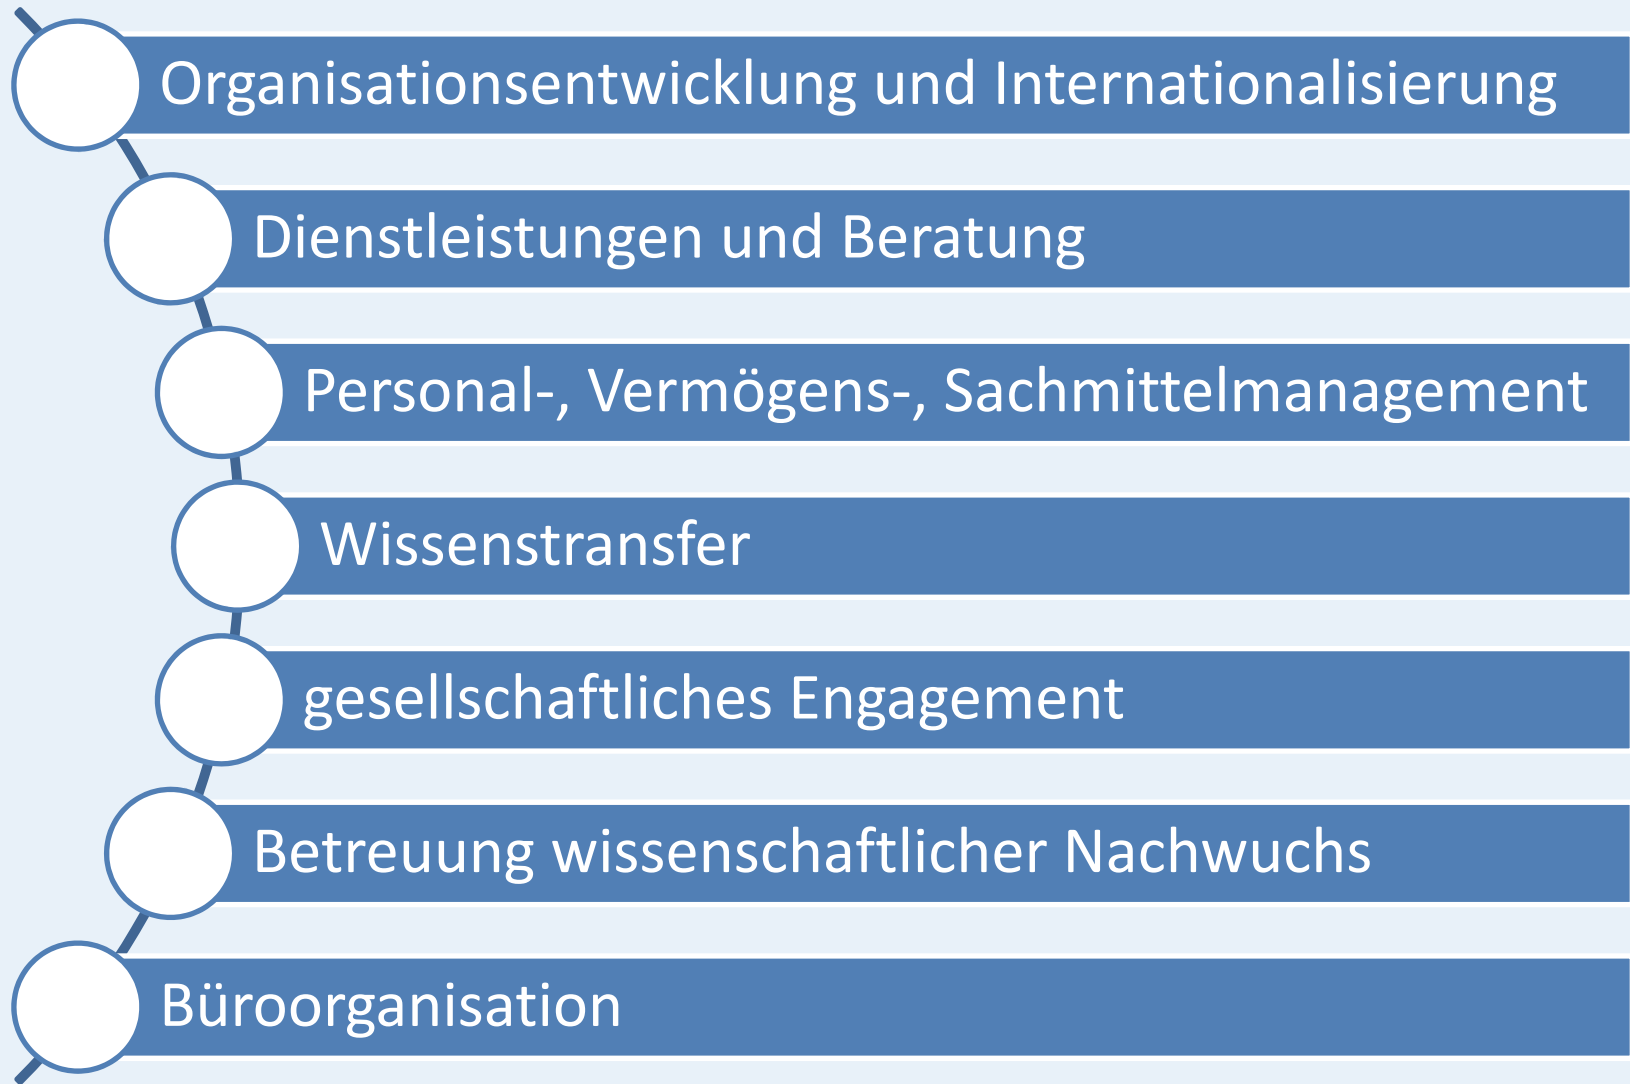 Organisationsentwicklung und Internationalisierung
Dienstleistungen und Beratung
Personal-, Vermögens-, Sachmittelmanagement
Wissenstransfer
gesellschaftliches Engagement
Betreuung wissenschaftlicher Nachwuchs
Büroorganisation